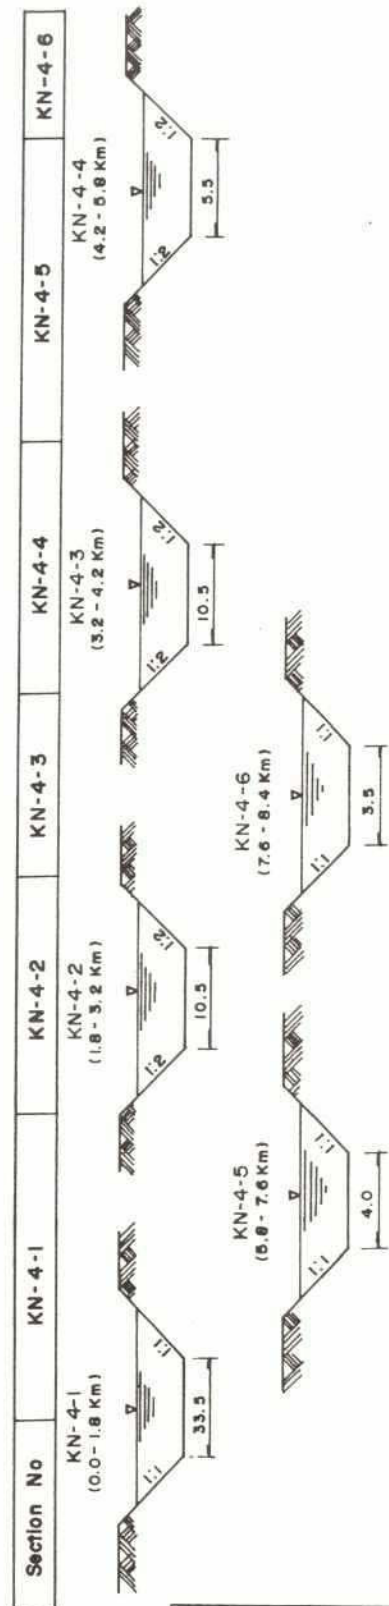 Section No KN-4-1 KN-4-2 KN-4-3 KN-4-4 KN-4-5 KN-4-6
KN-4-1
(0.0-1.8 Km)
1:1
1:1
33.5
KN-4-2
(1.8-3.2 Km)
1:2
1:2
10.5
KN-4-3
(3.2-4.2 Km)
1:2
1:2
10.5
KN-4-4
(4.2-5.8 Km)
1:2
1:2
5.5
KN-4-5
(5.8-7.6 Km)
1:1
1:1
4.0
KN-4-6
(7.6-8.4 Km)
1:1
1:1
3.5